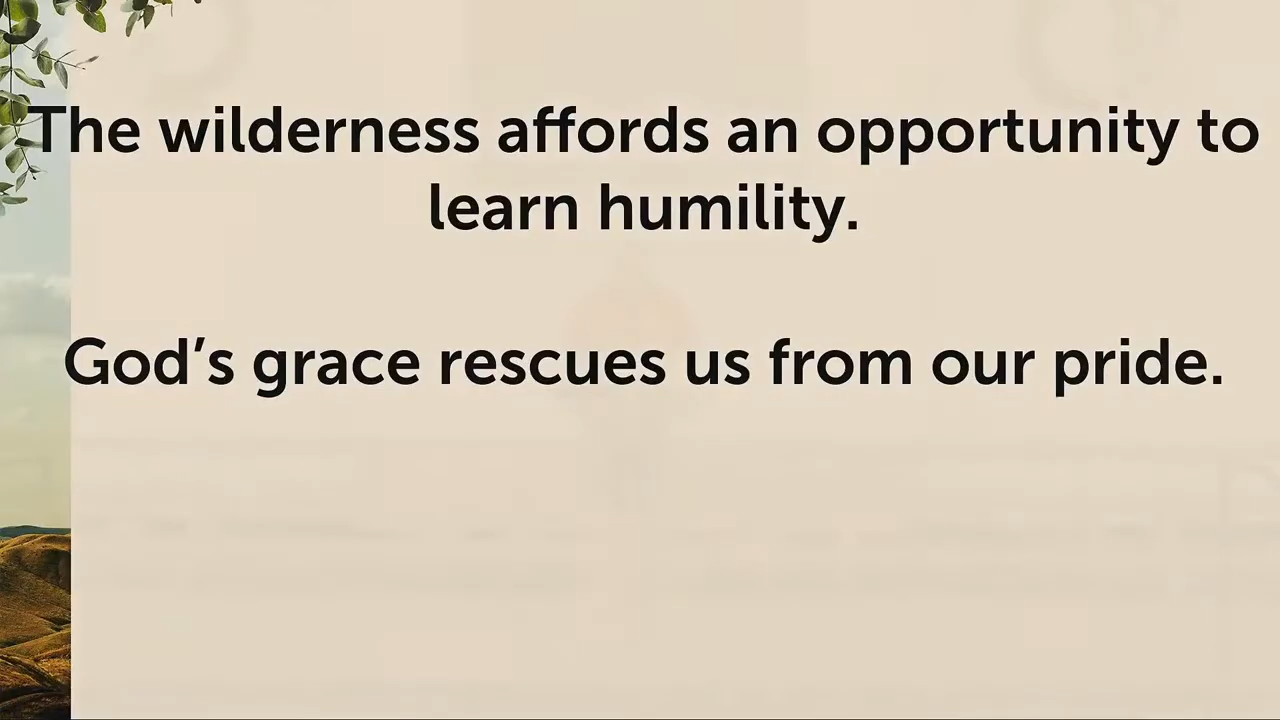 The wilderness affords an opportunity to
learn humility.
God’s grace rescues us from our pride.